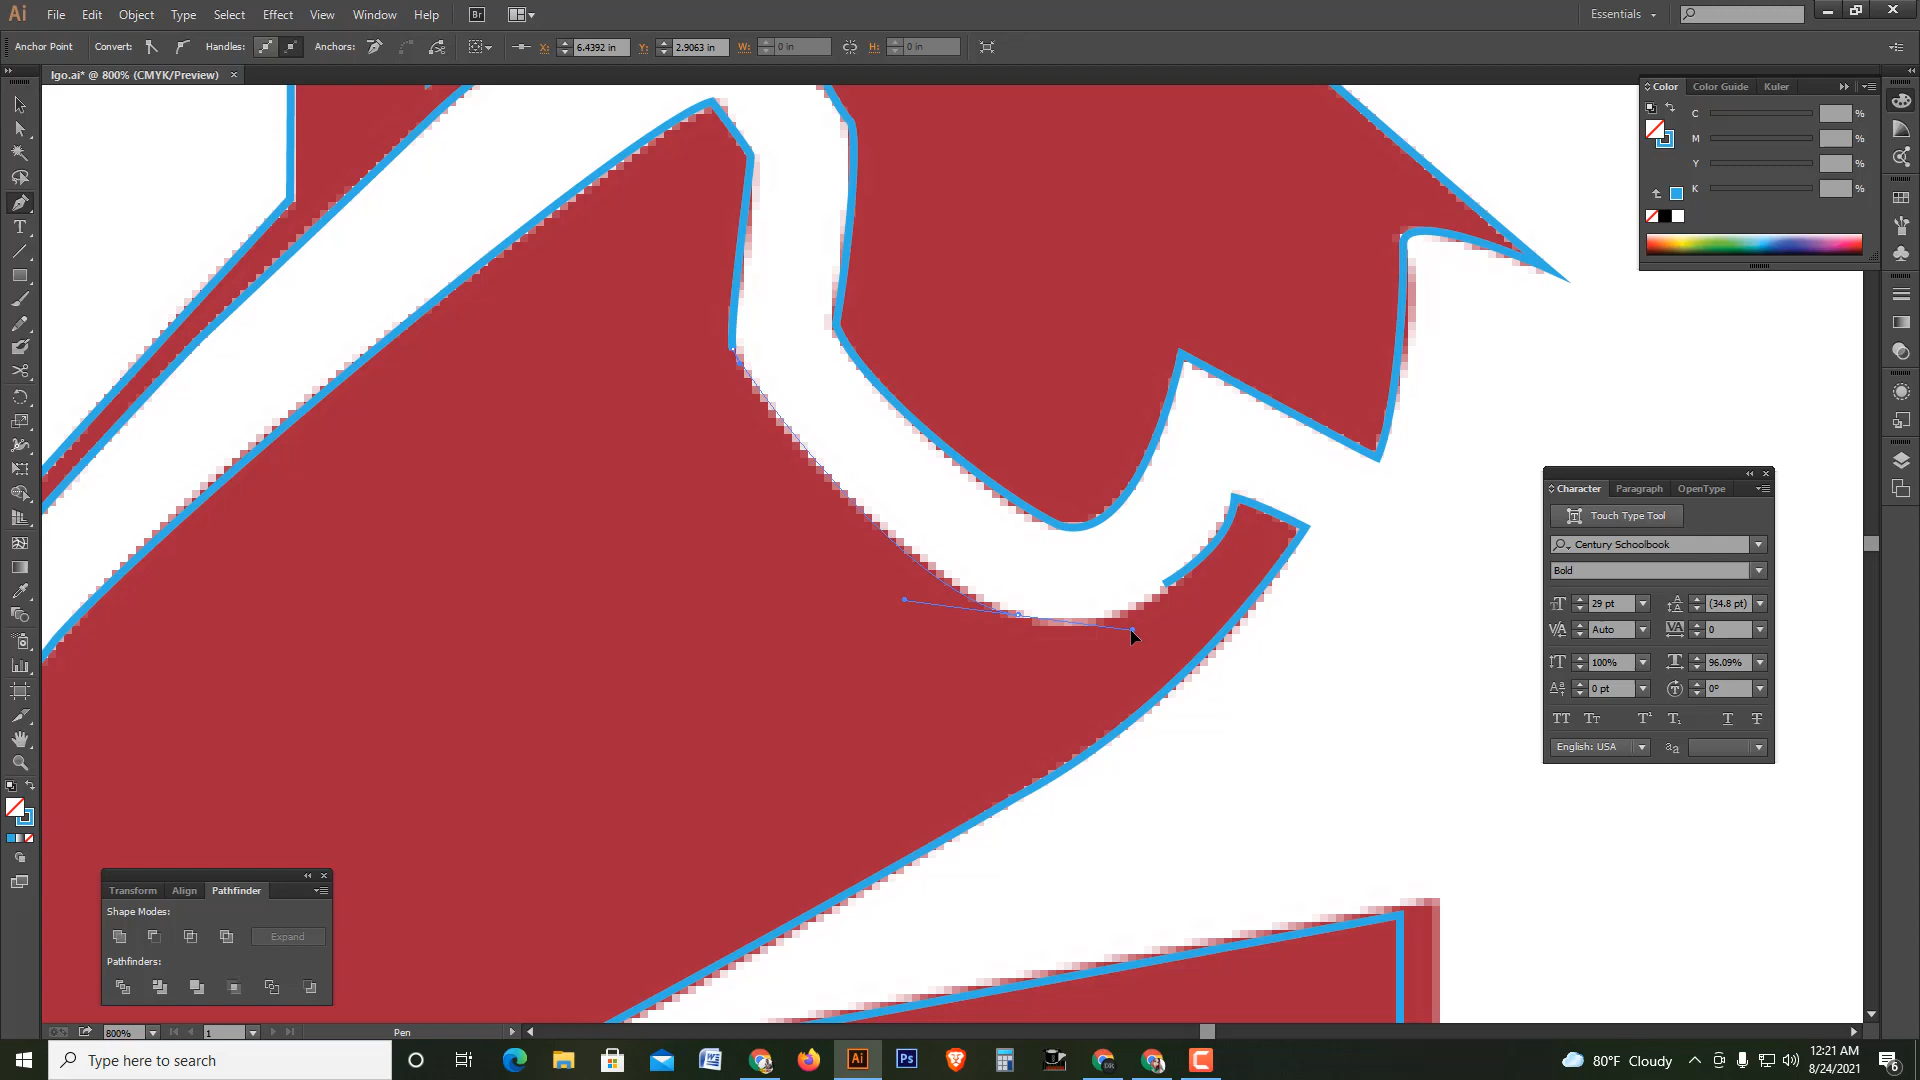 Ai File Edit Object Type Select Effect View Window Help Br Essentials
Anchor Point Convert: Handles: Anchors: X: 6.4392 in Y: 2.9063 in W: 0 in H: 0 in
lgo.ai* @ 800% (CMYK/Preview)
Color Color Guide Kuler
C %
M %
Y %
K %
Character Paragraph OpenType
Touch Type Tool
Century Schoolbook
Bold
29 pt (34.8 pt)
Auto 0
100% 96.09%
0 pt 0°
English: USA
Transform Align Pathfinder
Shape Modes:
Expand
Pathfinders:
800% 1 Pen
Type here to search
80°F Cloudy
12:21 AM
8/24/2021
6